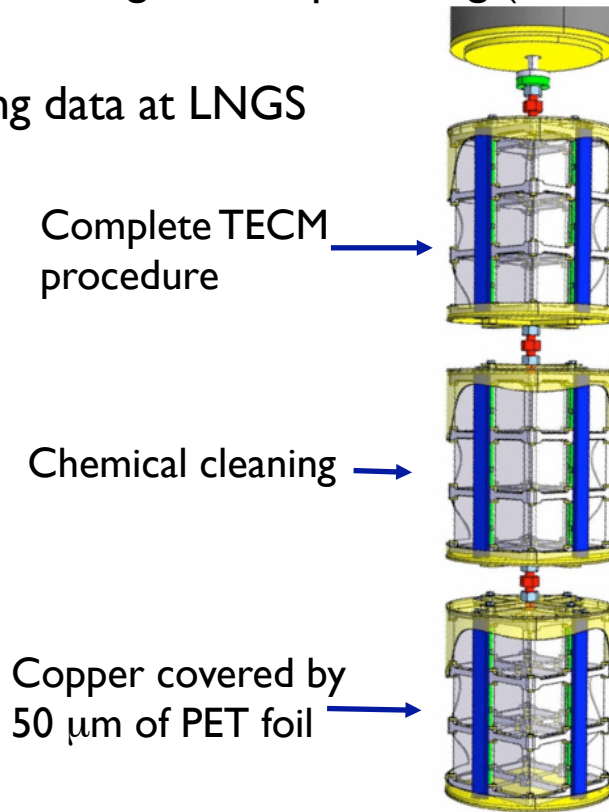 ng data at LNGS
Complete TECM
procedure
Chemical cleaning
Copper covered by
50 μm of PET foil